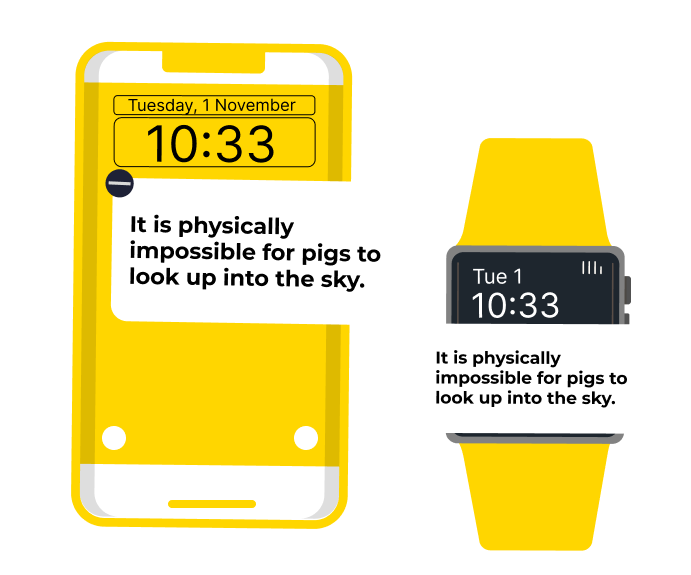 Tuesday, 1 November
10:33
It is physically
impossible for pigs to
look up into the sky.
Tue 1
10:33
It is physically
impossible for pigs to
look up into the sky.